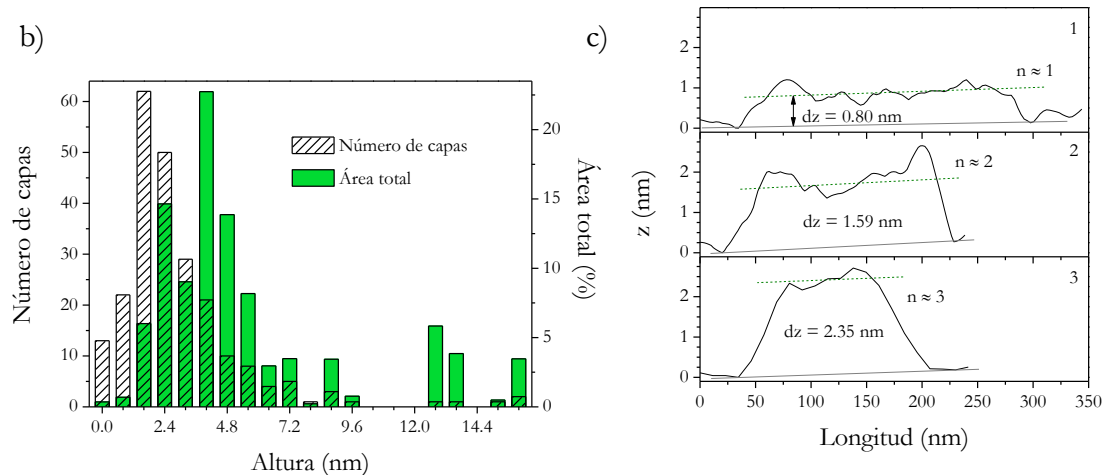 b)
Número de capas
60
50
40
30
20
10
0
Número de capas
Área total
20
15
10
5
0
Área total (%)
0.0 2.4 4.8 7.2 9.6 12.0 14.4
Altura (nm)
c)
z (nm)
2
1
0
1
n ≈ 1
dz = 0.80 nm
2
1
0
2
n ≈ 2
dz = 1.59 nm
2
1
0
3
n ≈ 3
dz = 2.35 nm
0 50 100 150 200 250 300 350
Longitud (nm)